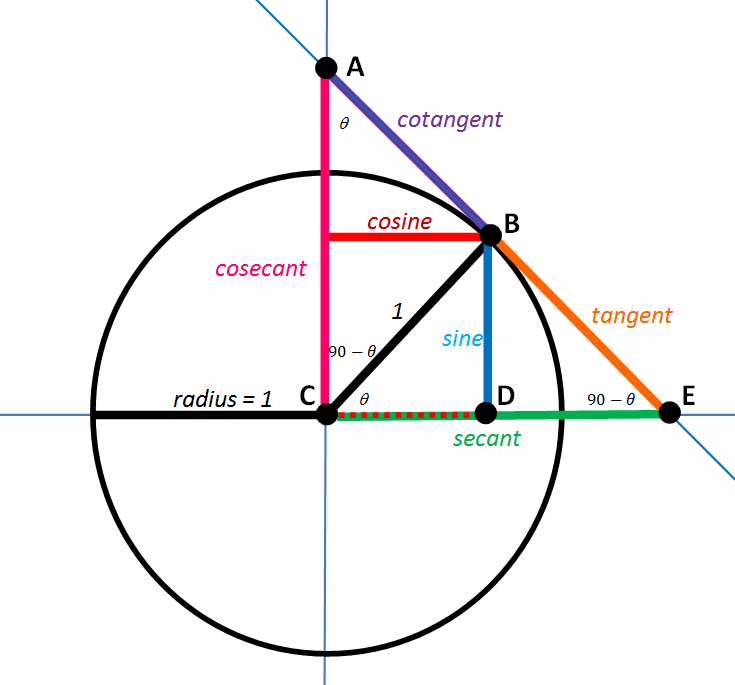 A
θ
cotangent
cosine
B
cosecant
1
tangent
sine
90 − θ
radius = 1
C
θ
D
90 − θ
E
secant